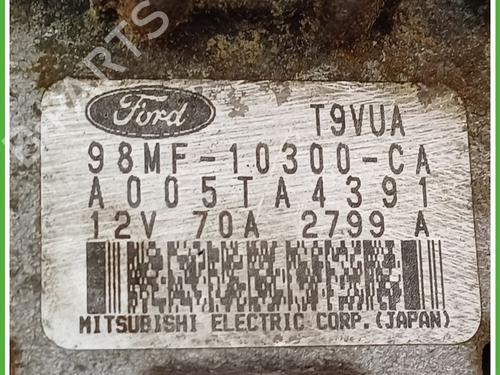 Ford
T9VUA
98MF-10300-CA
A005TA4391
12V 70A 2799 A
MITSUBISHI ELECTRIC CORP.(JAPAN)